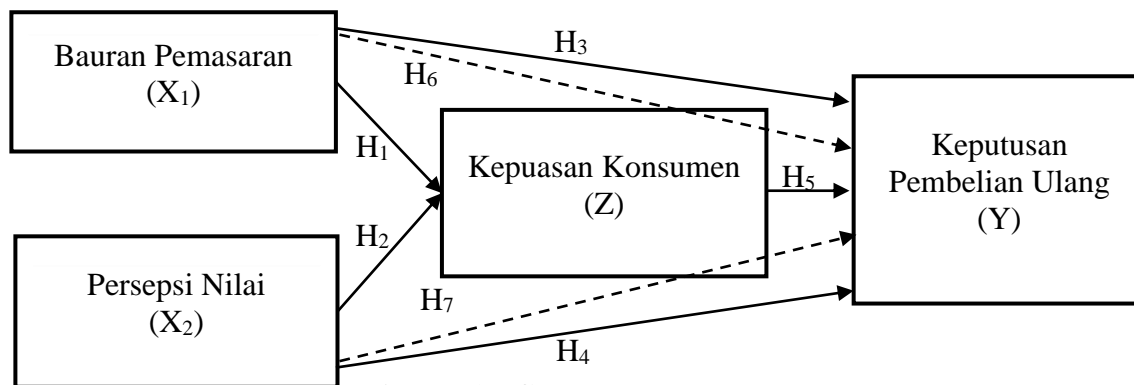 Bauran Pemasaran
(X₁)
H₃
H₆
H₁
Kepuasan Konsumen
(Z)
H₅
Keputusan
Pembelian Ulang
(Y)
H₂
Persepsi Nilai
(X₂)
H₇
H₄